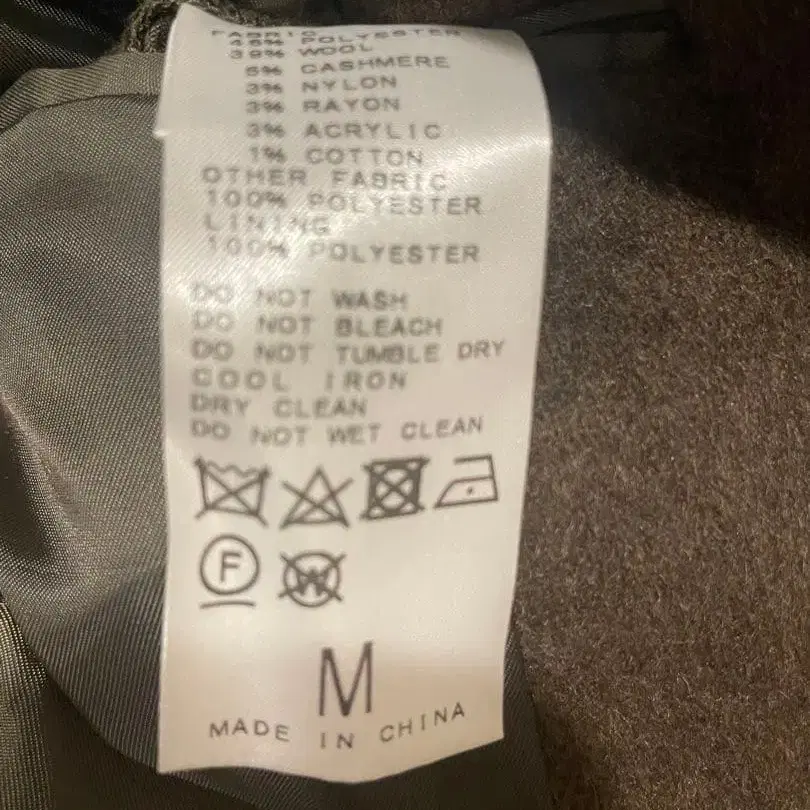 FABRIC
POLYESTER
39% WOOL
5% CASHMERE
3% NYLON
3% RAYON
3% ACRYLIC
1% COTTON
OTHER FABRIC
100% POLYESTER
LINING
100% POLYESTER
DO NOT WASH
DO NOT BLEACH
DO NOT TUMBLE DRY
COOL IRON
DRY CLEAN
DO NOT WET CLEAN
F W
M
MADE IN CHINA